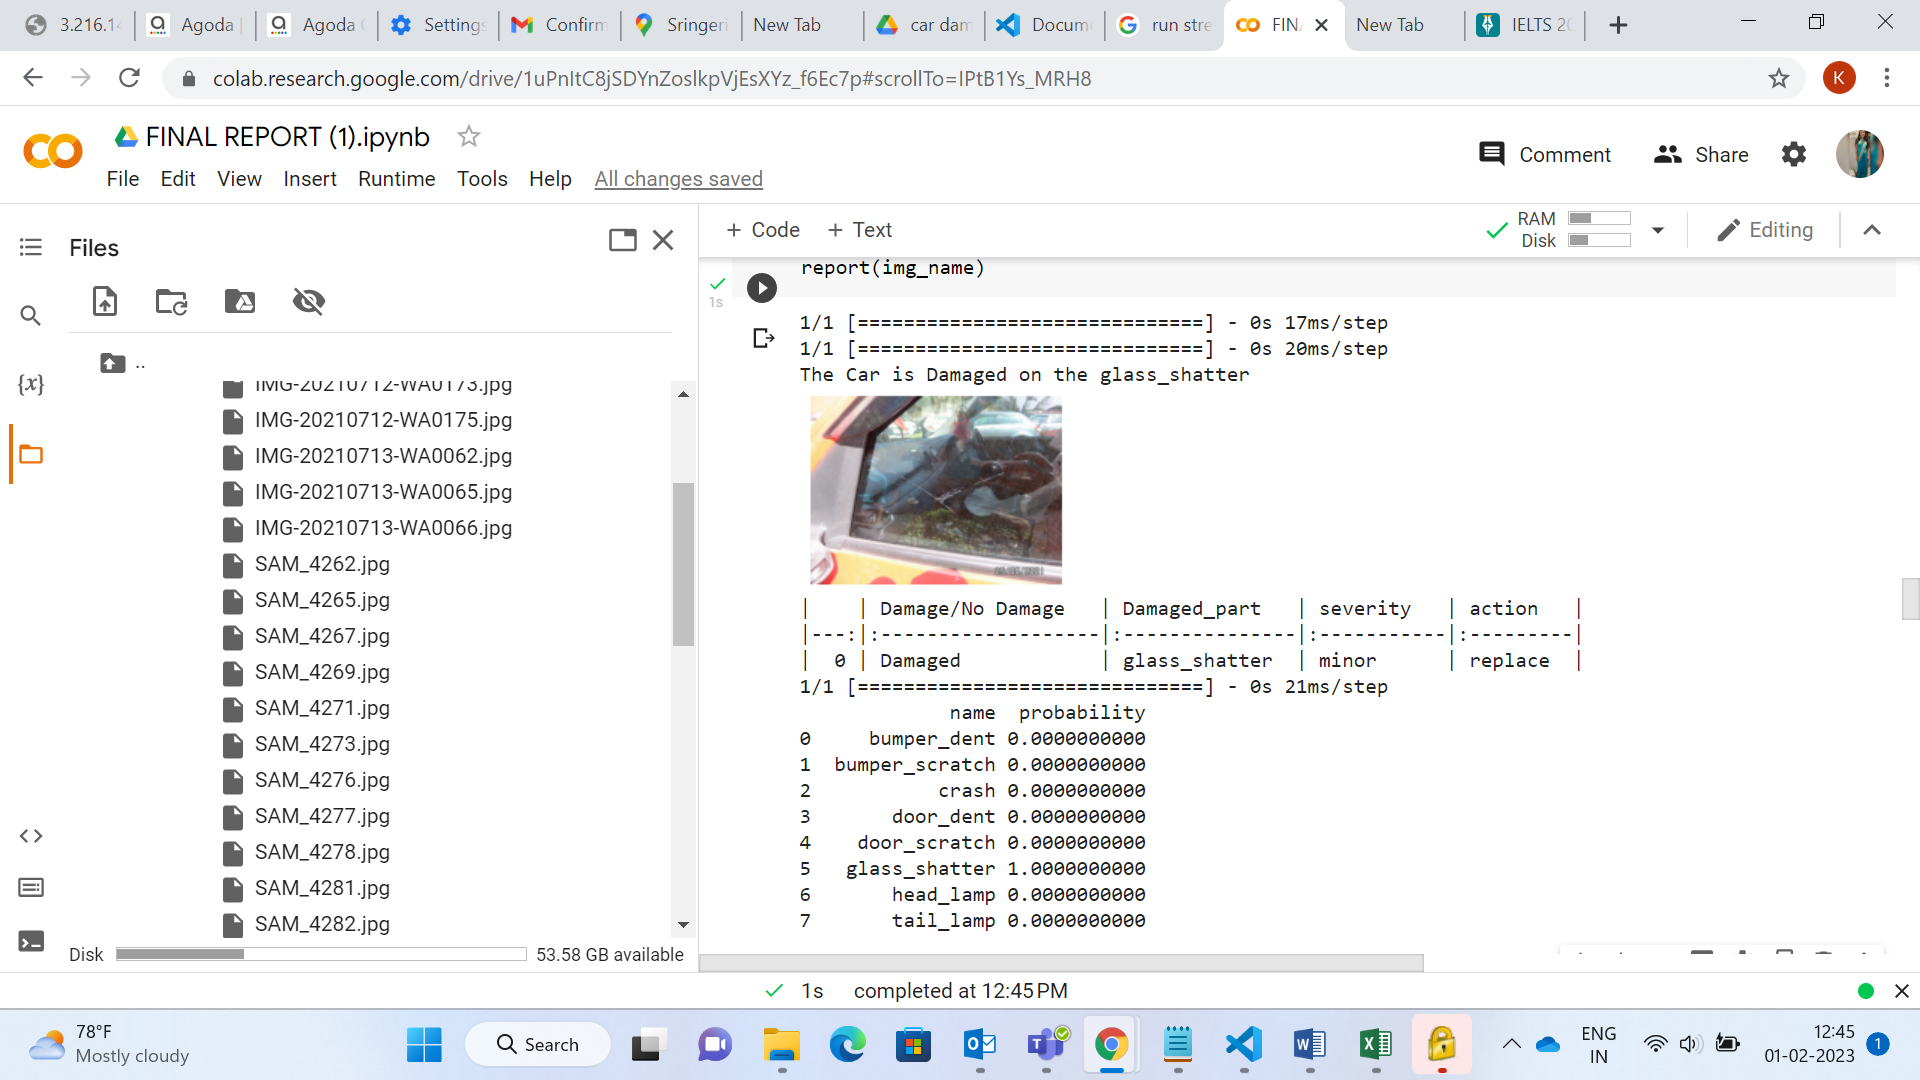 3.216.14
Agoda |
Agoda (
Settings
Confirm
Sringeri
New Tab
car dam
Docume
run stre
FIN
New Tab
IELTS 20
colab.research.google.com/drive/1uPnItC8jSDYnZoslkpVjEsXYz_f6Ec7p#scrollTo=IPtB1Ys_MRH8
K
FINAL REPORT (1).ipynb
File Edit View Insert Runtime Tools Help All changes saved
Comment
Share
Files
+ Code + Text
RAM
Disk
Editing
..
IMG-20210712-WA0173.jpg
IMG-20210712-WA0175.jpg
IMG-20210713-WA0062.jpg
IMG-20210713-WA0065.jpg
IMG-20210713-WA0066.jpg
SAM_4262.jpg
SAM_4265.jpg
SAM_4267.jpg
SAM_4269.jpg
SAM_4271.jpg
SAM_4273.jpg
SAM_4276.jpg
SAM_4277.jpg
SAM_4278.jpg
SAM_4281.jpg
SAM_4282.jpg
Disk 53.58 GB available
report(img_name)
1s
1/1 [==============================] - 0s 17ms/step
1/1 [==============================] - 0s 20ms/step
The Car is Damaged on the glass_shatter
|    | Damage/No Damage   | Damaged_part   | severity   | action   |
|---:|:-------------------|:---------------|:-----------|:---------|
|  0 | Damaged            | glass_shatter  | minor      | replace  |
1/1 [==============================] - 0s 21ms/step
name probability
0 bumper_dent 0.0000000000
1 bumper_scratch 0.0000000000
2 crash 0.0000000000
3 door_dent 0.0000000000
4 door_scratch 0.0000000000
5 glass_shatter 1.0000000000
6 head_lamp 0.0000000000
7 tail_lamp 0.0000000000
1s completed at 12:45 PM
78°F
Mostly cloudy
Search
ENG
IN
12:45
01-02-2023
1